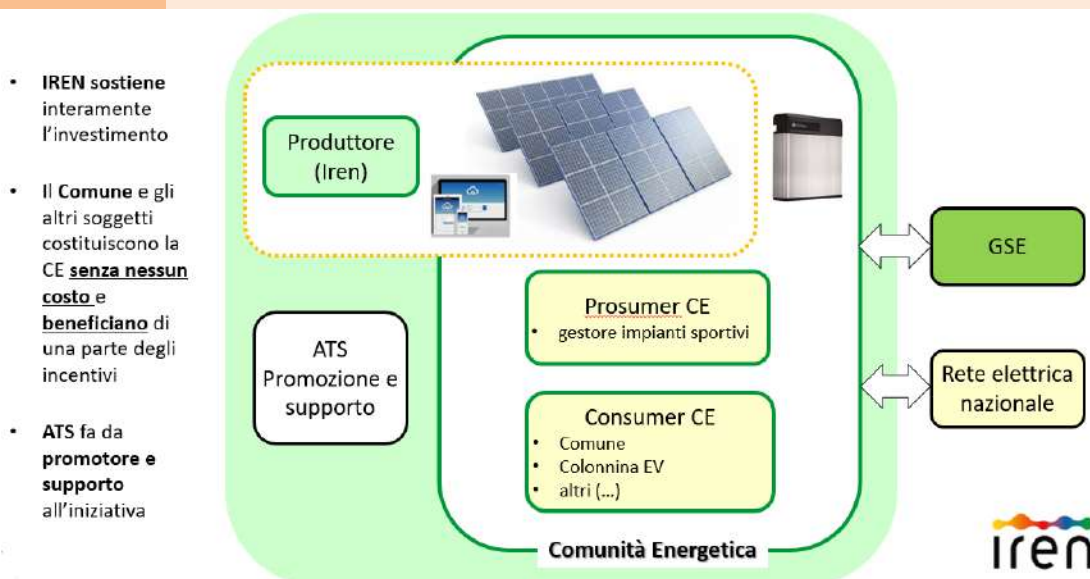 • IREN sostiene
interamente
l'investimento
• Il Comune e gli
altri soggetti
costituiscono la
CE senza nessun
costo e
beneficiano di
una parte degli
incentivi
• ATS fa da
promotore e
supporto
all'iniziativa
Produttore
(Iren)
ATS
Promozione e
supporto
Prosumer CE
• gestore impianti sportivi
Consumer CE
• Comune
• Colonnina EV
• altri (...)
Comunità Energetica
GSE
Rete elettrica
nazionale
iren